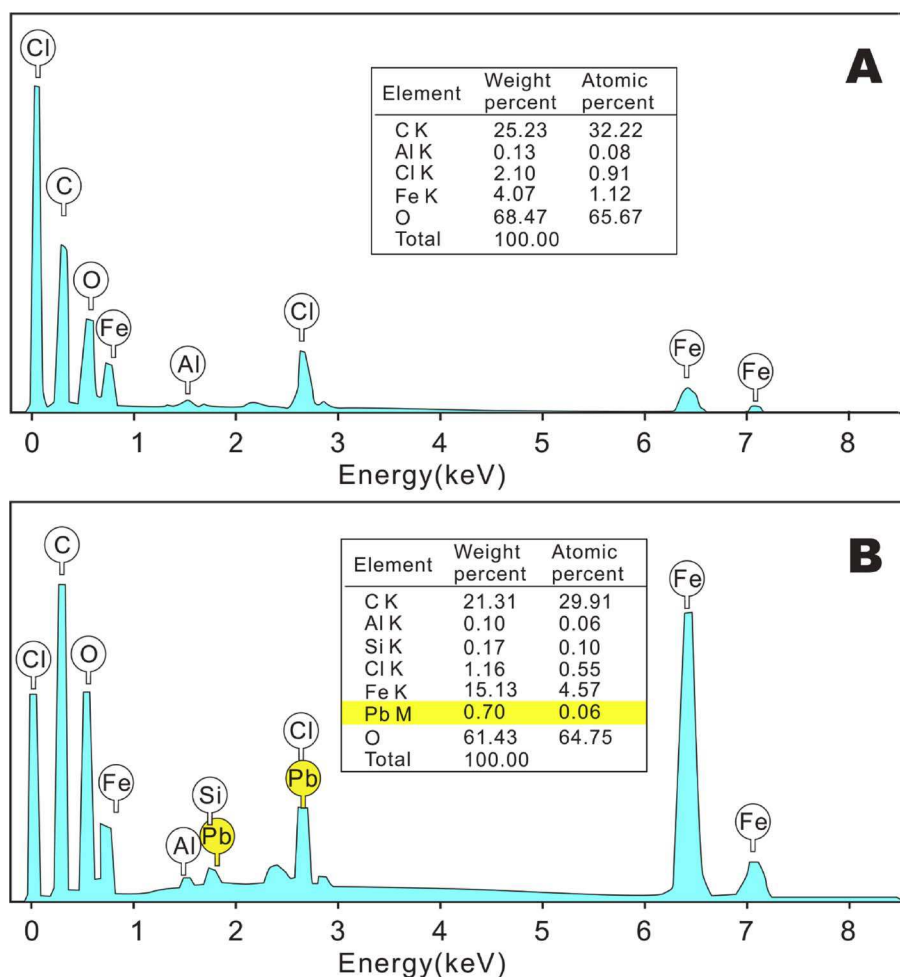 A
Cl
C
O
Fe
Al
Cl
Fe
Fe
Element Weight percent Atomic percent
C K 25.23 32.22
Al K 0.13 0.08
Cl K 2.10 0.91
Fe K 4.07 1.12
O 68.47 65.67
Total 100.00
0 1 2 3 4 5 6 7 8
Energy(keV)
B
C
Cl
O
Fe
Al
Si
Pb
Cl
Pb
Fe
Fe
Element Weight percent Atomic percent
C K 21.31 29.91
Al K 0.10 0.06
Si K 0.17 0.10
Cl K 1.16 0.55
Fe K 15.13 4.57
Pb M 0.70 0.06
O 61.43 64.75
Total 100.00
0 1 2 3 4 5 6 7 8
Energy(keV)